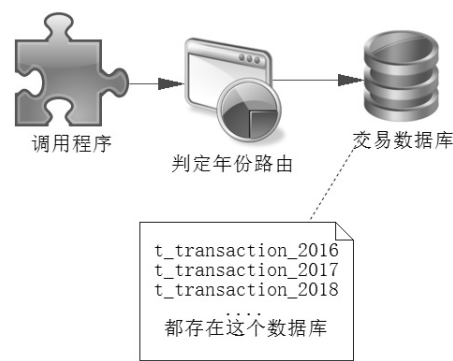 调用程序
判定年份路由
交易数据库
t_transaction_2016
t_transaction_2017
t_transaction_2018
....
都存在这个数据库